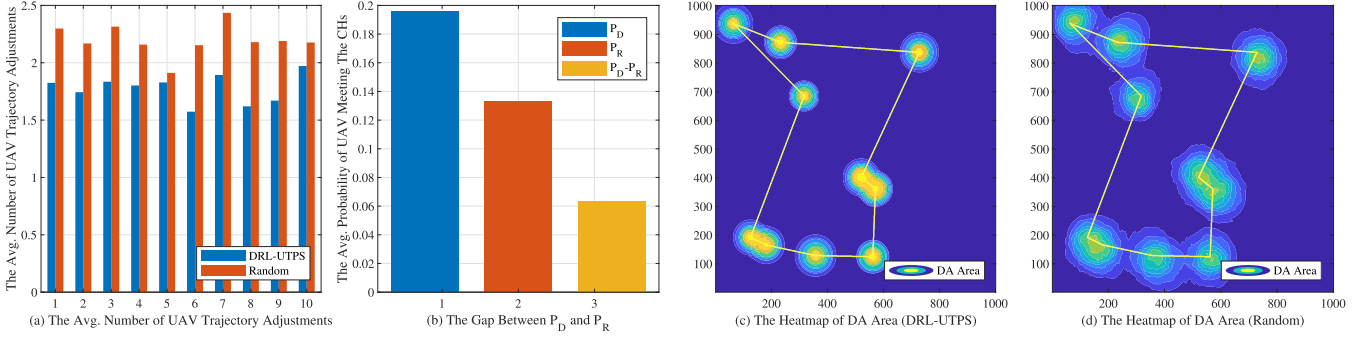 The Avg. Number of UAV Trajectory Adjustments
2.5
2
1.5
1
0.5
0
1 2 3 4 5 6 7 8 9 10
DRL-UTPS
Random
(a) The Avg. Number of UAV Trajectory Adjustments
The Avg. Probability of UAV Meeting The CHs
0.2
0.18
0.16
0.14
0.12
0.1
0.08
0.06
0.04
0.02
0
1 2 3
P_D
P_R
P_D-P_R
(b) The Gap Between P_D and P_R
1000
900
800
700
600
500
400
300
200
100
200 400 600 800 1000
DA Area
(c) The Heatmap of DA Area (DRL-UTPS)
1000
900
800
700
600
500
400
300
200
100
200 400 600 800 1000
DA Area
(d) The Heatmap of DA Area (Random)